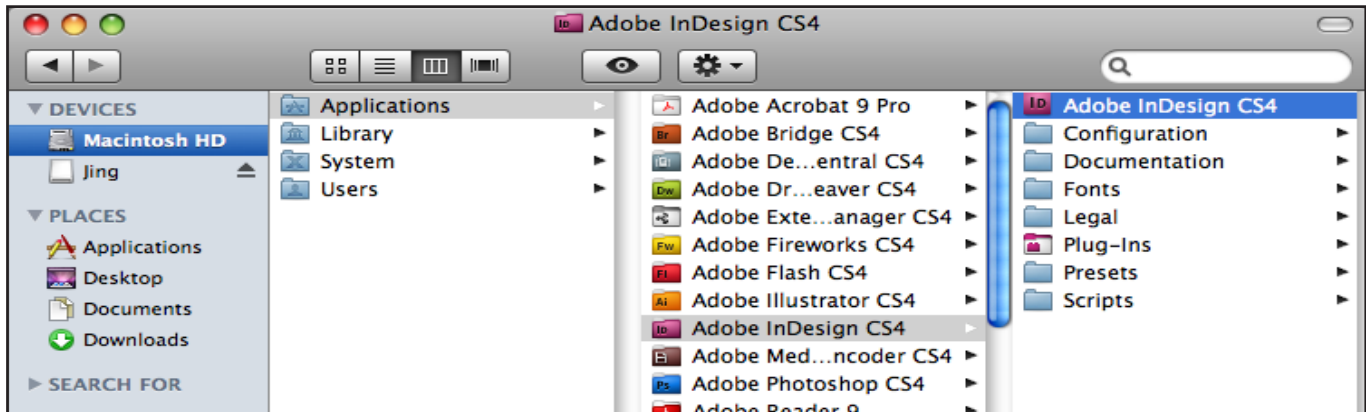 Adobe InDesign CS4
DEVICES
Macintosh HD
Jing
PLACES
Applications
Desktop
Documents
Downloads
SEARCH FOR
Applications
Library
System
Users
Adobe Acrobat 9 Pro
Adobe Bridge CS4
Adobe De...entral CS4
Adobe Dr...eaver CS4
Adobe Exte...anager CS4
Adobe Fireworks CS4
Adobe Flash CS4
Adobe Illustrator CS4
Adobe InDesign CS4
Adobe Med...ncoder CS4
Adobe Photoshop CS4
Adobe Reader 9
Adobe InDesign CS4
Configuration
Documentation
Fonts
Legal
Plug-Ins
Presets
Scripts